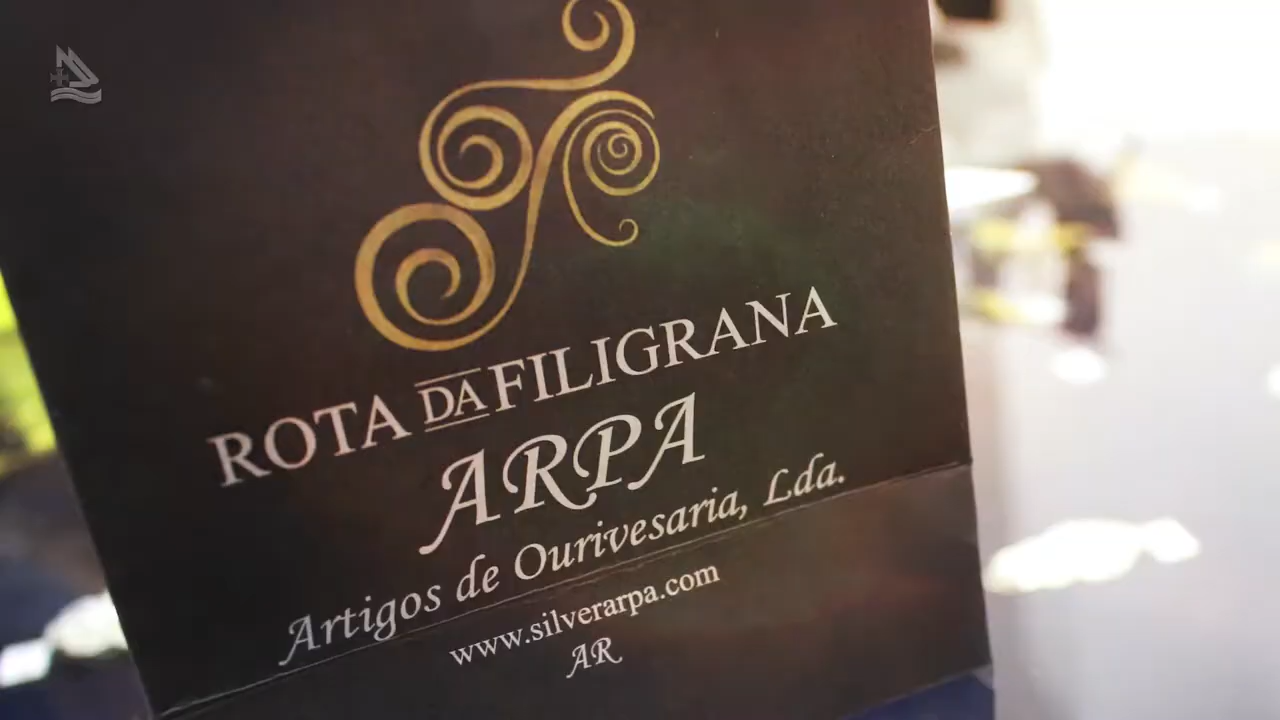 ROTA DA FILIGRANA
ARPA
Artigos de Ourivesaria, Lda.
www.silverarpa.com
AR